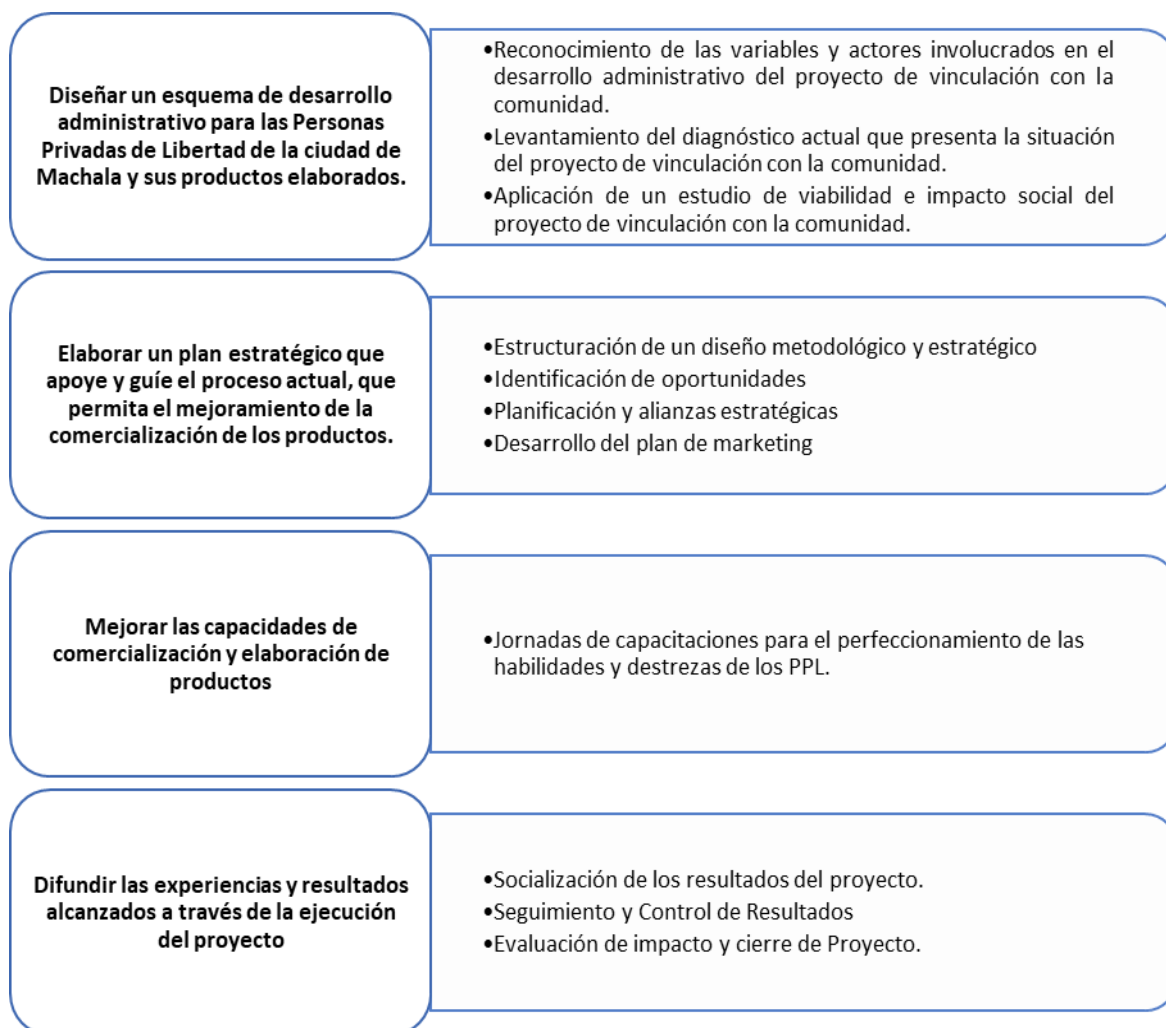 Diseñar un esquema de desarrollo
administrativo para las Personas
Privadas de Libertad de la ciudad de
Machala y sus productos elaborados.
•Reconocimiento de las variables y actores involucrados en el
desarrollo administrativo del proyecto de vinculación con la
comunidad.
•Levantamiento del diagnóstico actual que presenta la situación
del proyecto de vinculación con la comunidad.
•Aplicación de un estudio de viabilidad e impacto social del
proyecto de vinculación con la comunidad.
Elaborar un plan estratégico que
apoye y guíe el proceso actual, que
permita el mejoramiento de la
comercialización de los productos.
•Estructuración de un diseño metodológico y estratégico
•Identificación de oportunidades
•Planificación y alianzas estratégicas
•Desarrollo del plan de marketing
Mejorar las capacidades de
comercialización y elaboración de
productos
•Jornadas de capacitaciones para el perfeccionamiento de las
habilidades y destrezas de los PPL.
Difundir las experiencias y resultados
alcanzados a través de la ejecución
del proyecto
•Socialización de los resultados del proyecto.
•Seguimiento y Control de Resultados
•Evaluación de impacto y cierre de Proyecto.